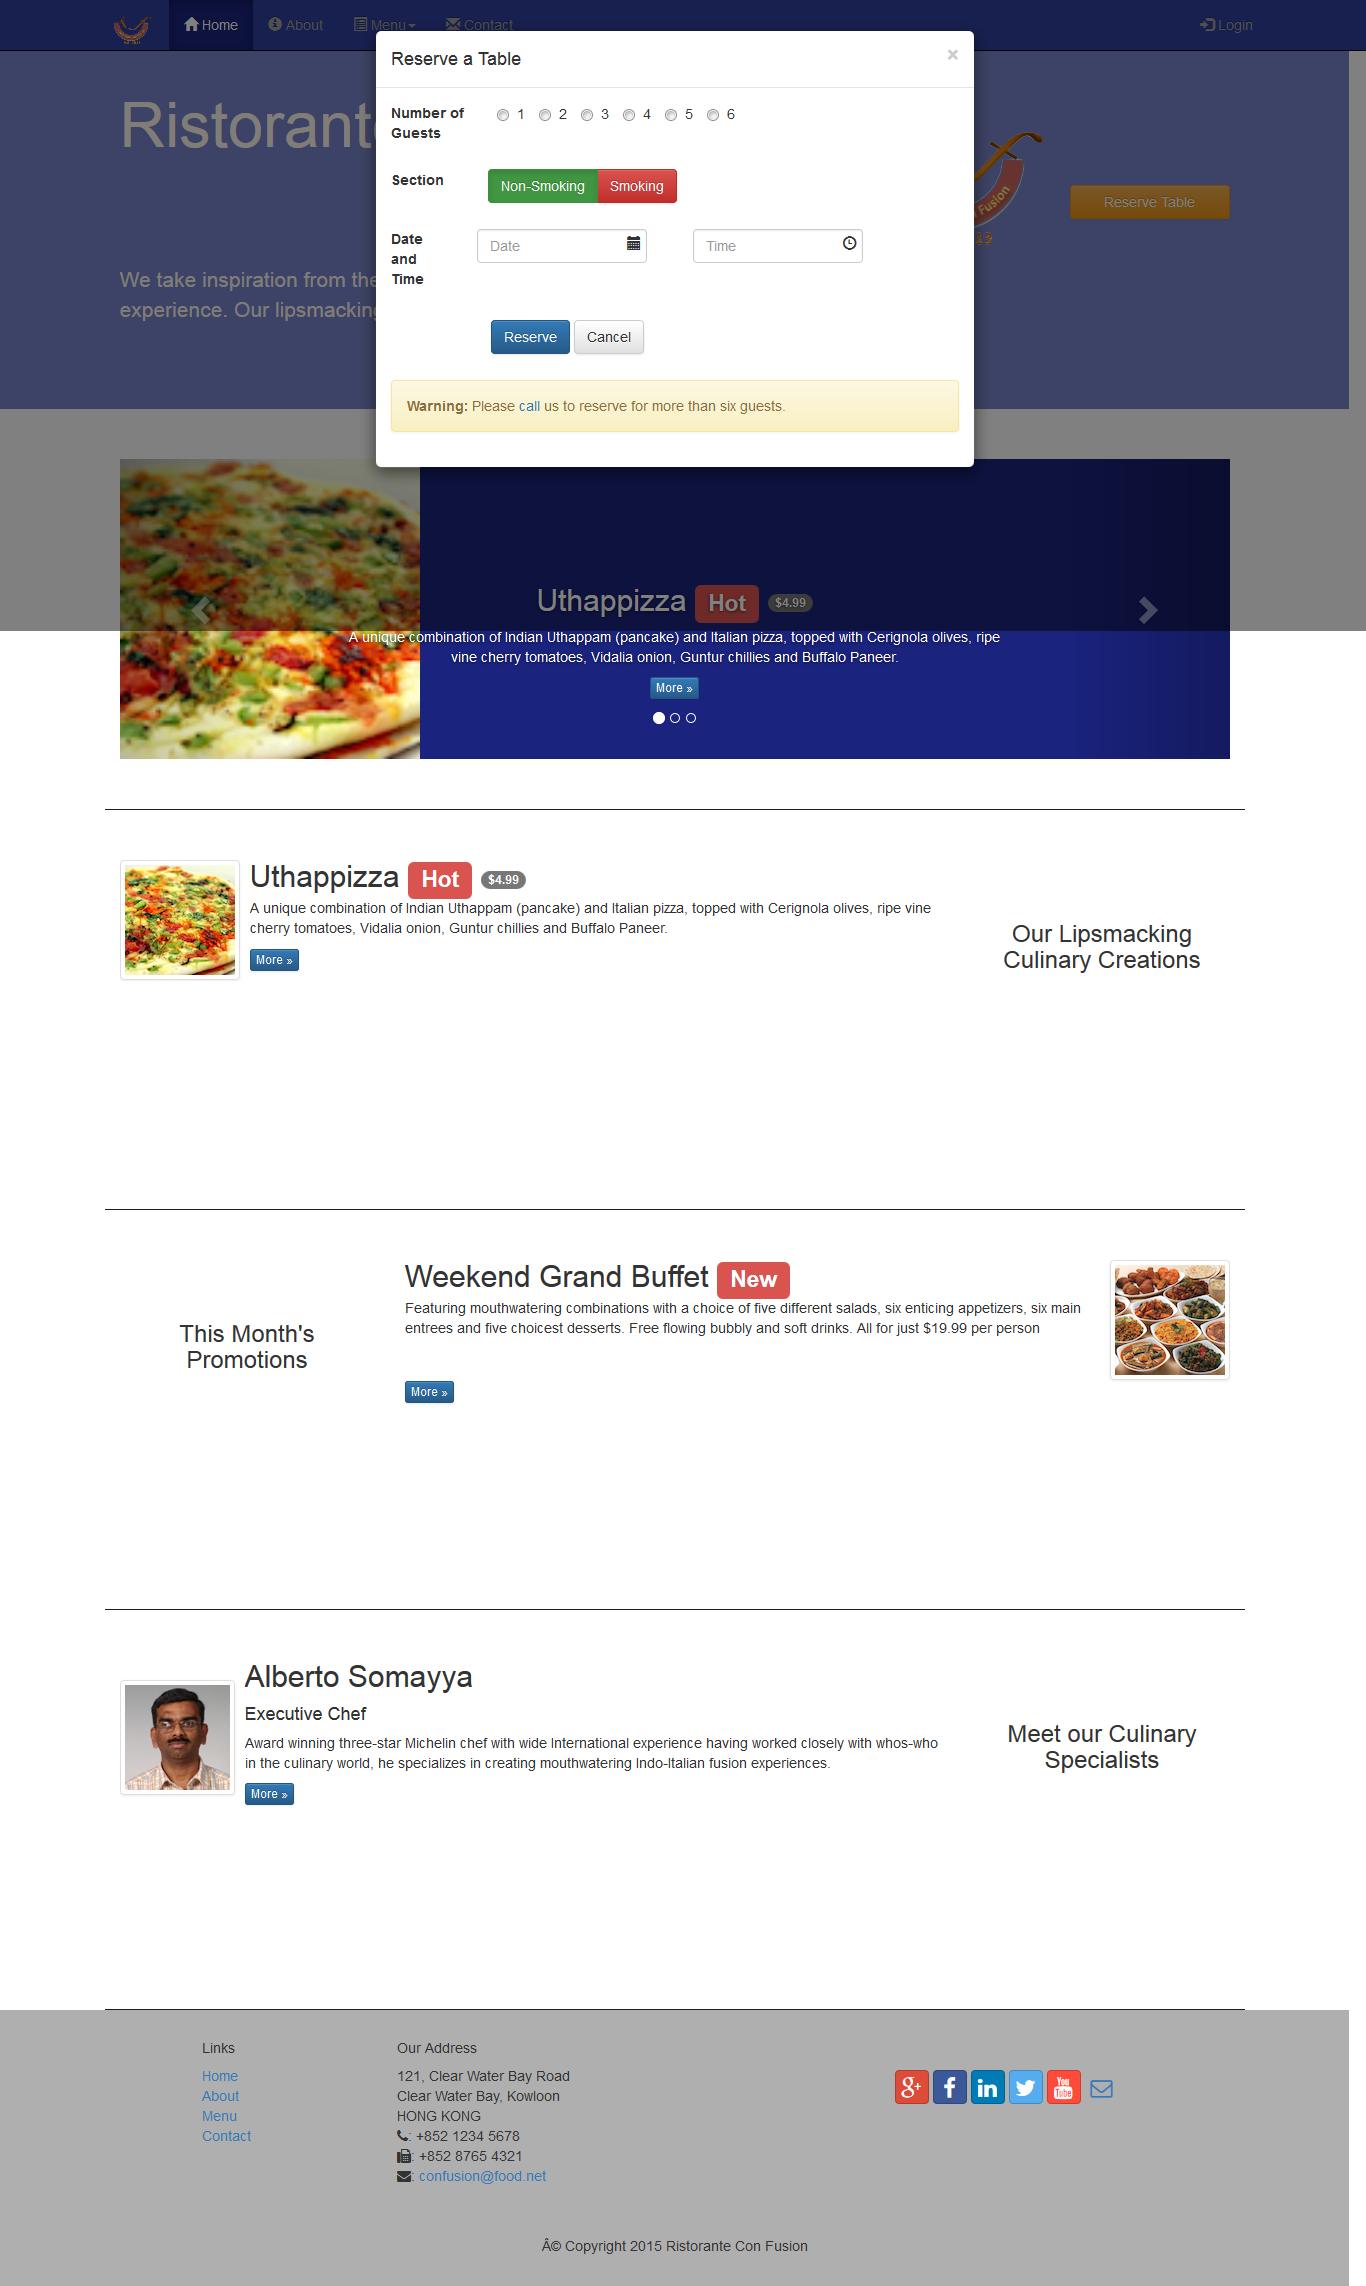 Home About Menu Contact Login
Reserve a Table ×
Number of Guests 1 2 3 4 5 6
Section Non-Smoking Smoking
Date and Time Date Time
Reserve Cancel
Warning: Please call us to reserve for more than six guests.
Ristorant
Fusion
Reserve Table
We take inspiration from the
experience. Our lipsmacking
Uthappizza Hot $4.99
A unique combination of Indian Uthappam (pancake) and Italian pizza, topped with Cerignola olives, ripe
vine cherry tomatoes, Vidalia onion, Guntur chillies and Buffalo Paneer.
More »
Uthappizza Hot $4.99
A unique combination of Indian Uthappam (pancake) and Italian pizza, topped with Cerignola olives, ripe vine
cherry tomatoes, Vidalia onion, Guntur chillies and Buffalo Paneer.
More »
Our Lipsmacking
Culinary Creations
This Month's
Promotions
Weekend Grand Buffet New
Featuring mouthwatering combinations with a choice of five different salads, six enticing appetizers, six main
entrees and five choicest desserts. Free flowing bubbly and soft drinks. All for just $19.99 per person
More »
Alberto Somayya
Executive Chef
Award winning three-star Michelin chef with wide International experience having worked closely with whos-who
in the culinary world, he specializes in creating mouthwatering Indo-Italian fusion experiences.
More »
Meet our Culinary
Specialists
Links
Home
About
Menu
Contact
Our Address
121, Clear Water Bay Road
Clear Water Bay, Kowloon
HONG KONG
: +852 1234 5678
: +852 8765 4321
: confusion@food.net
g+ f in You Tube
Â© Copyright 2015 Ristorante Con Fusion